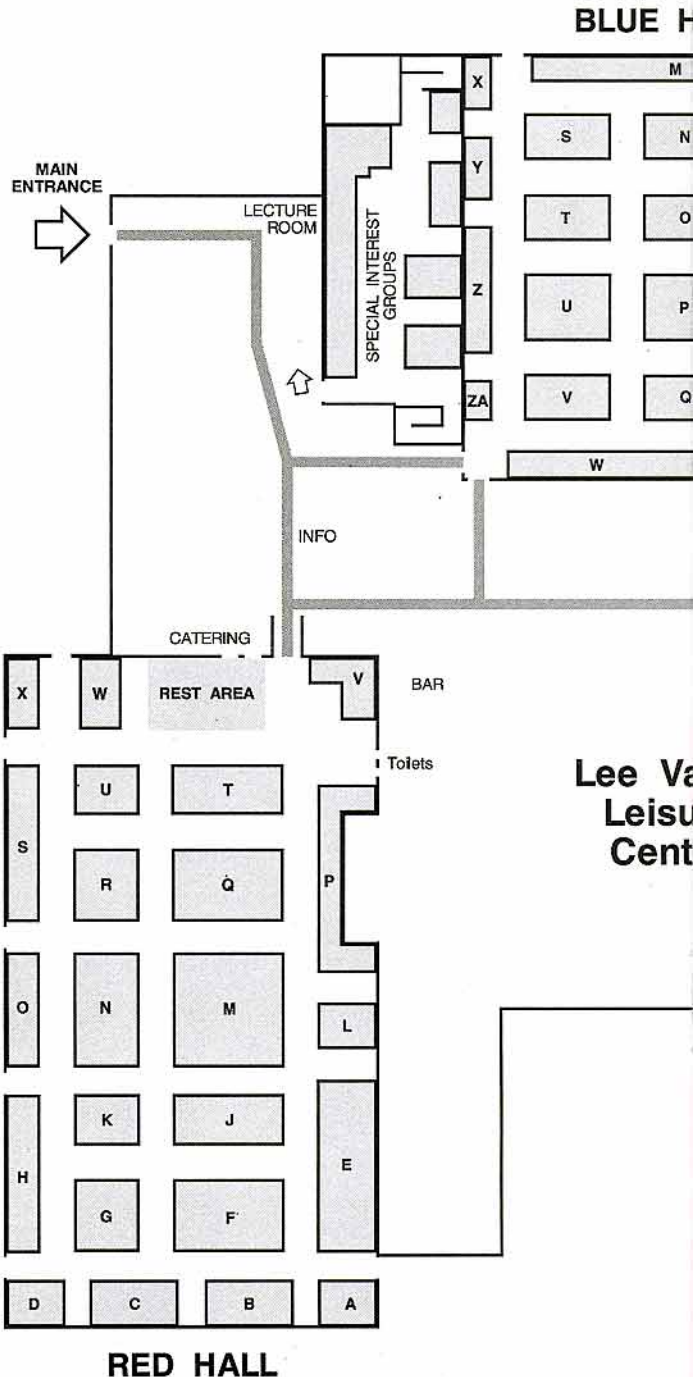 BLUE H
X
M
S
N
MAIN
ENTRANCE
Y
LECTURE
ROOM
SPECIAL INTEREST
GROUPS
T
O
Z
U
P
ZA
V
Q
W
INFO
CATERING
X
W
REST AREA
V
BAR
Toilets
Lee Va
Leisu
Cent
U
T
S
R
Q
P
O
N
M
L
K
J
H
E
G
F
D
C
B
A
RED HALL